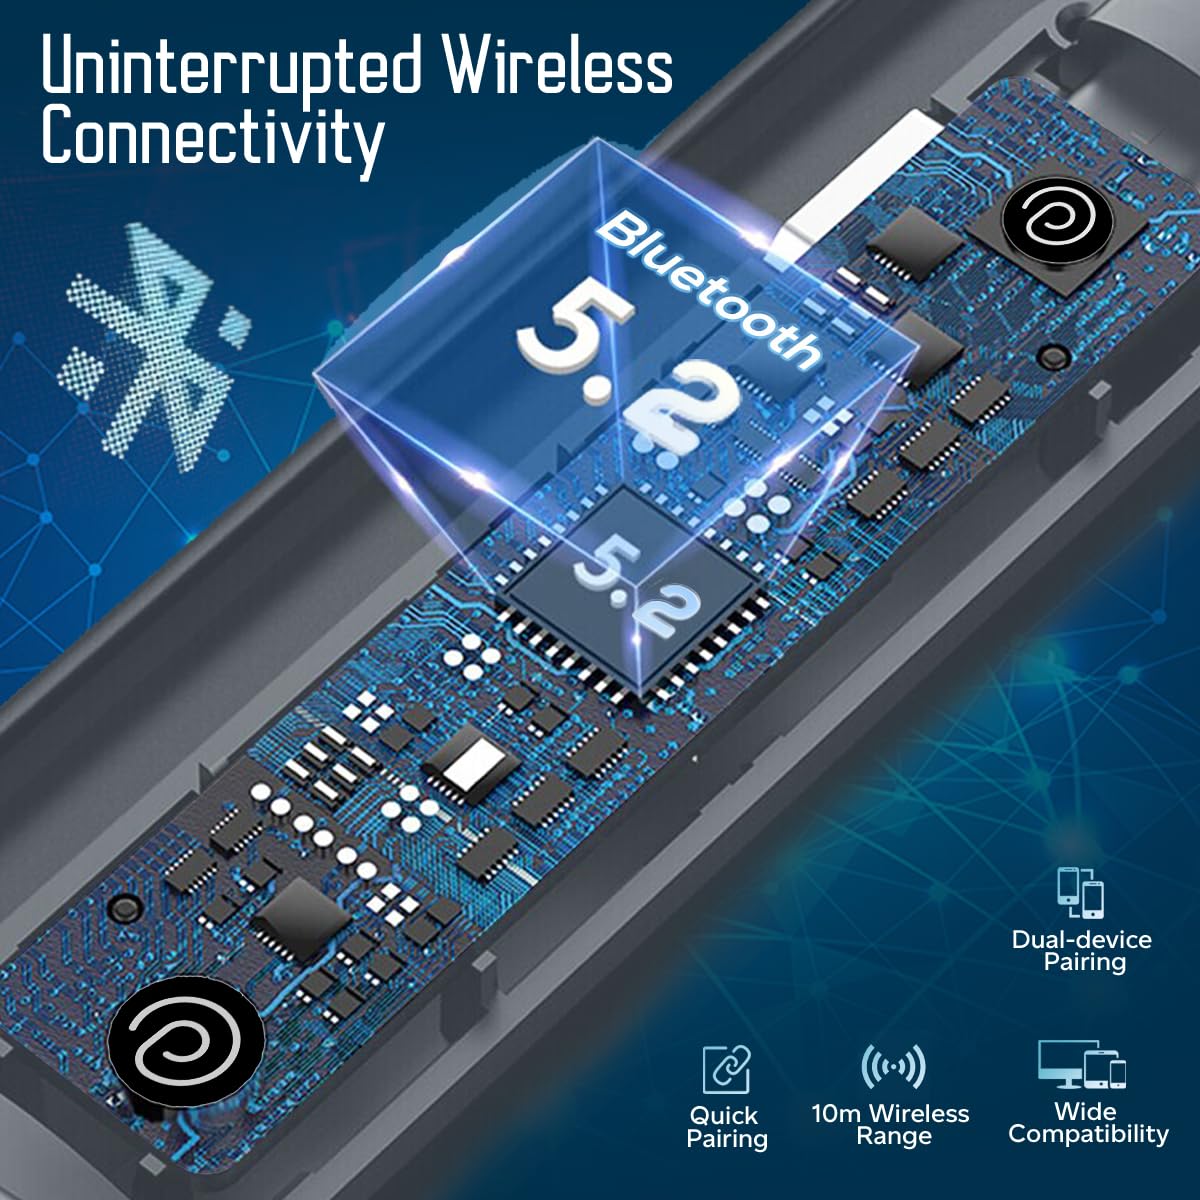 Uninterrupted Wireless
Connectivity
Bluetooth
5.2
5.2
Dual-device
Pairing
Quick
Pairing
10m Wireless
Range
Wide
Compatibility